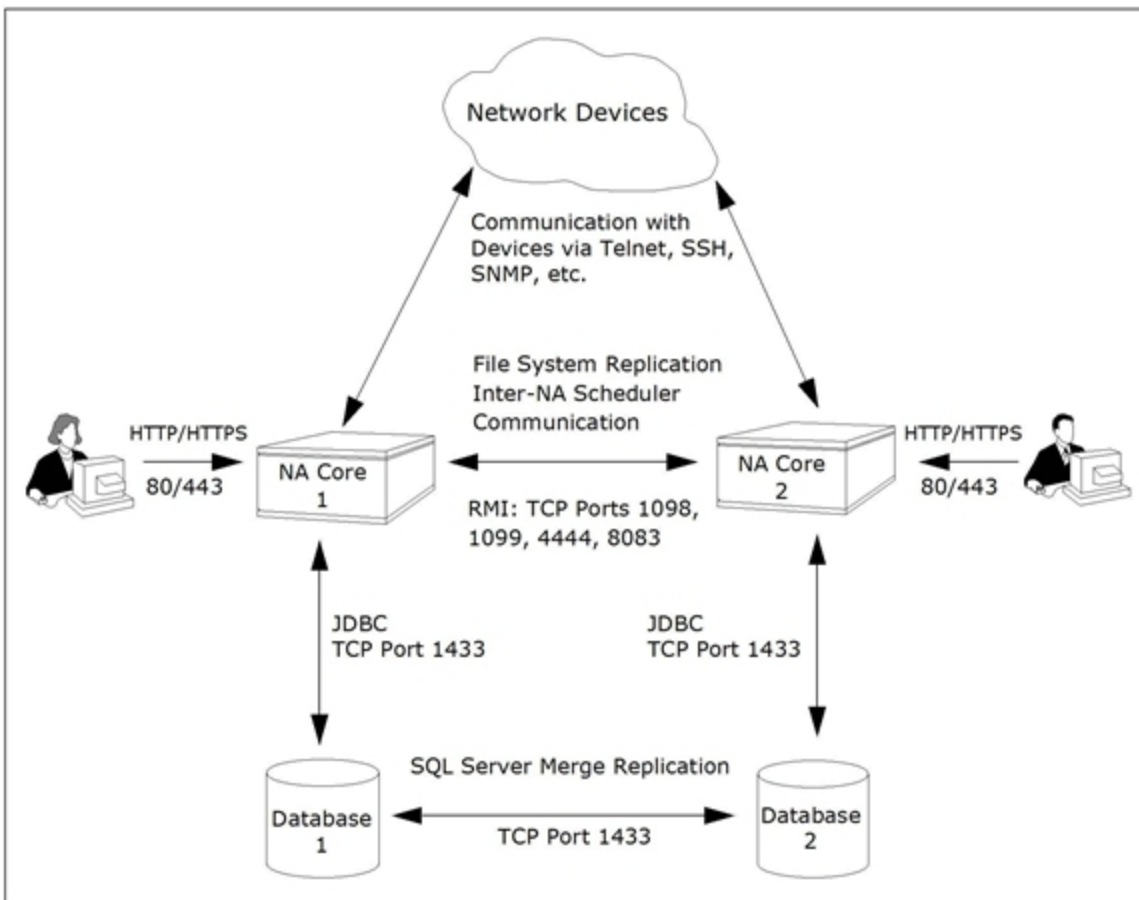 Network Devices
Communication with
Devices via Telnet, SSH,
SNMP, etc.
File System Replication
Inter-NA Scheduler
Communication
HTTP/HTTPS
80/443
NA Core
1
RMI: TCP Ports 1098,
1099, 4444, 8083
NA Core
2
HTTP/HTTPS
80/443
JDBC
TCP Port 1433
JDBC
TCP Port 1433
SQL Server Merge Replication
Database
1
TCP Port 1433
Database
2